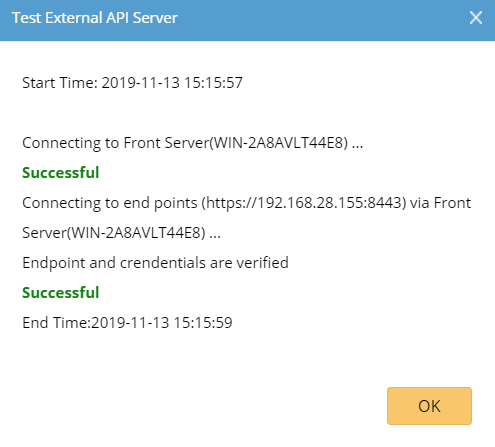 Test External API Server
Start Time: 2019-11-13 15:15:57
Connecting to Front Server(WIN-2A8AVLT44E8) ...
Successful
Connecting to end points (https://192.168.28.155:8443) via Front
Server(WIN-2A8AVLT44E8) ...
Endpoint and crendentials are verified
Successful
End Time:2019-11-13 15:15:59
OK